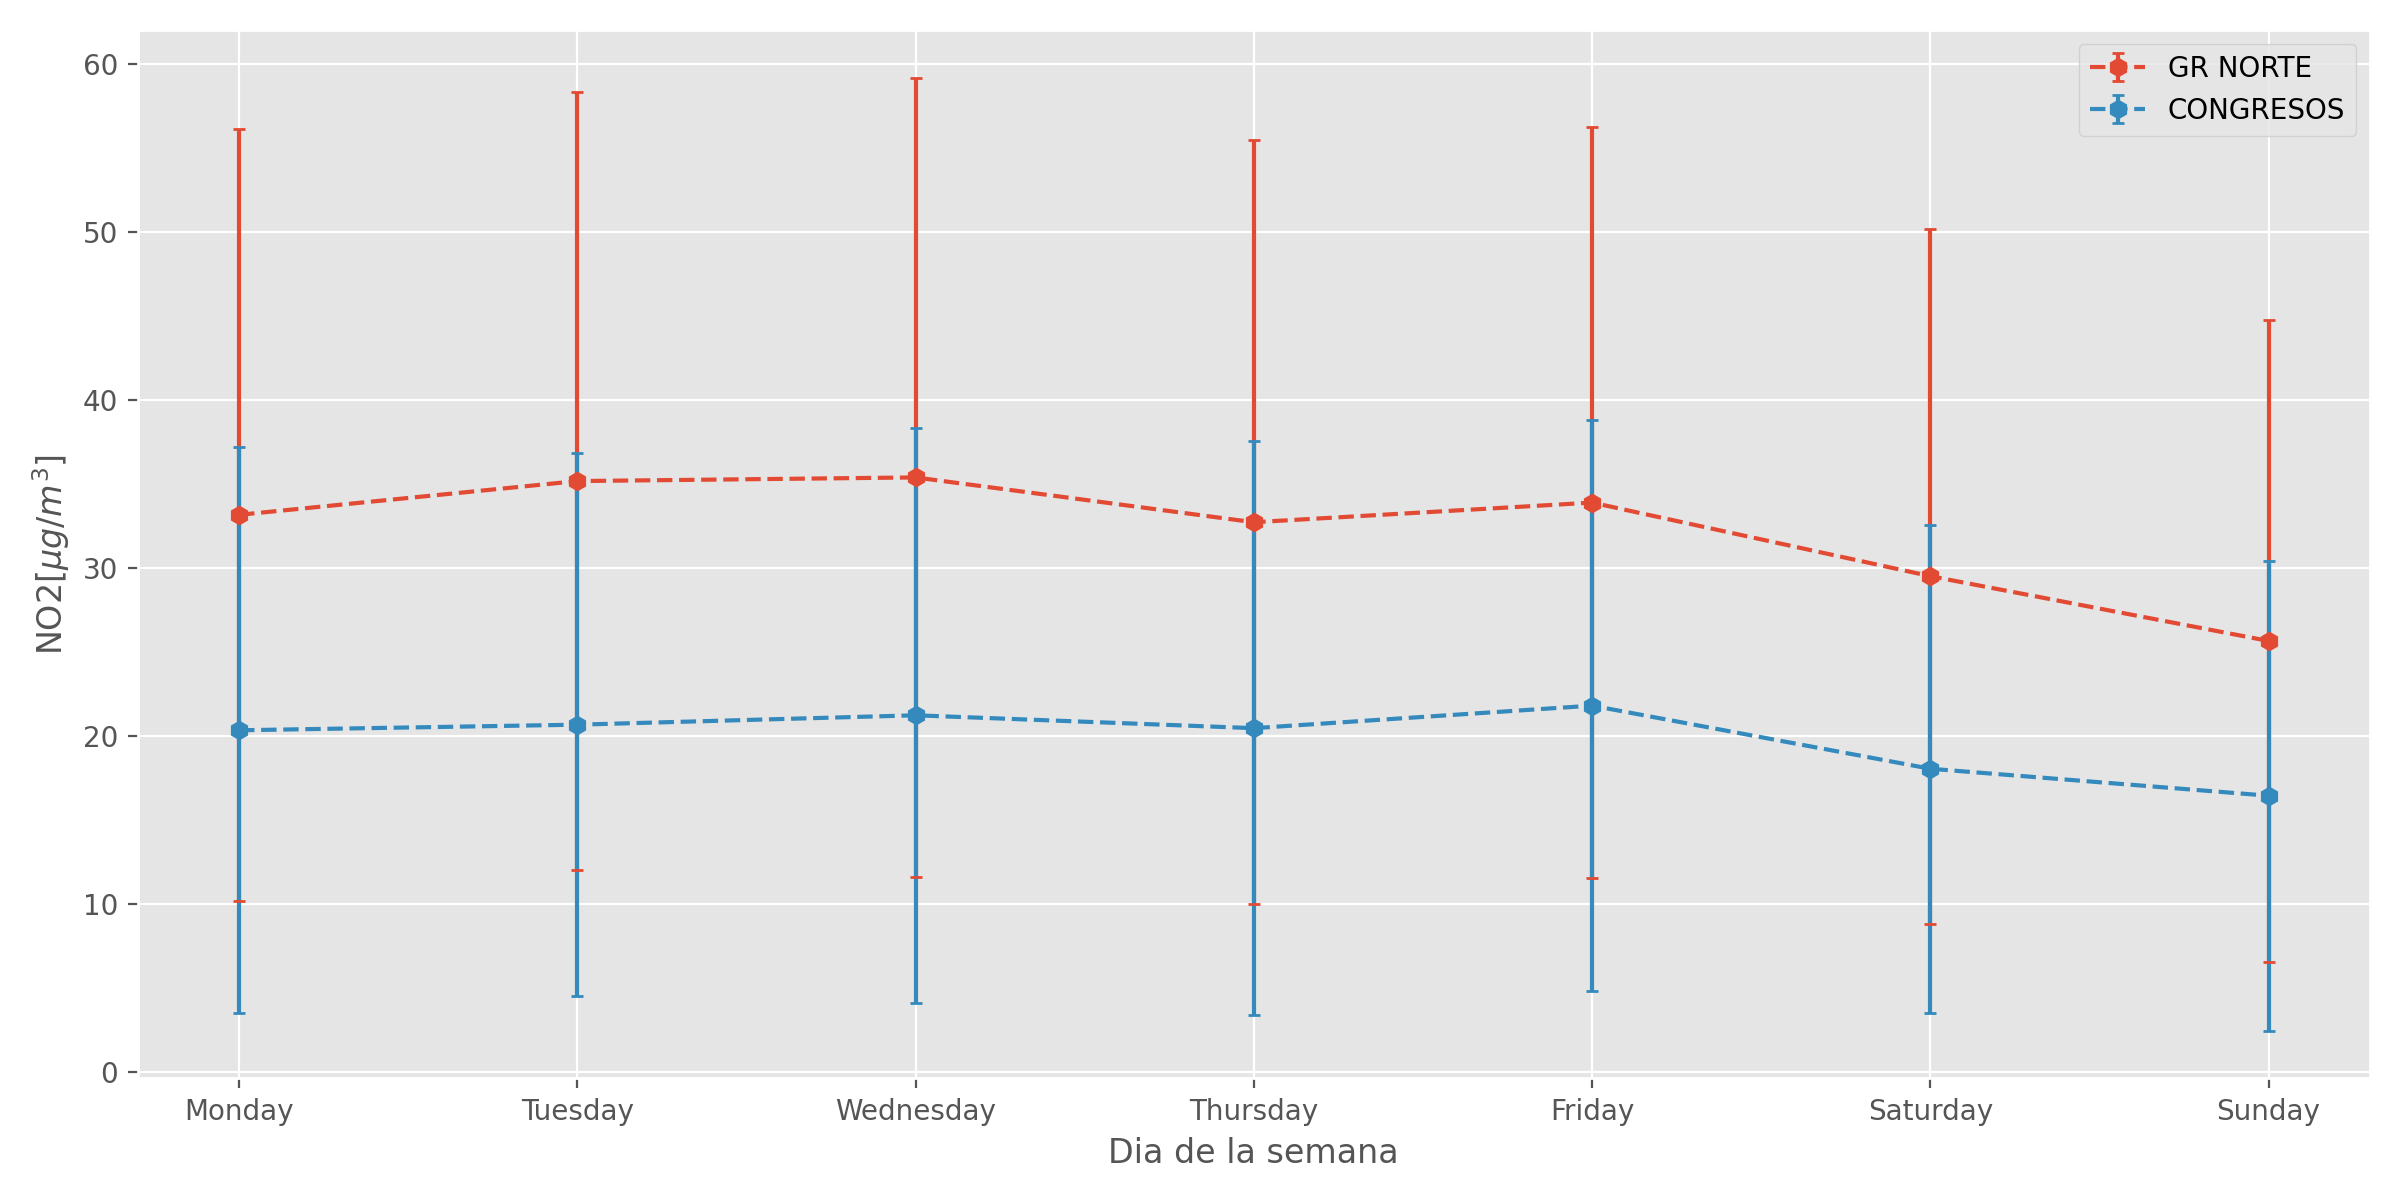 GR NORTE
CONGRESOS
60
50
40
30
20
10
0
NO2[μg/m³]
Monday Tuesday Wednesday Thursday Friday Saturday Sunday
Dia de la semana